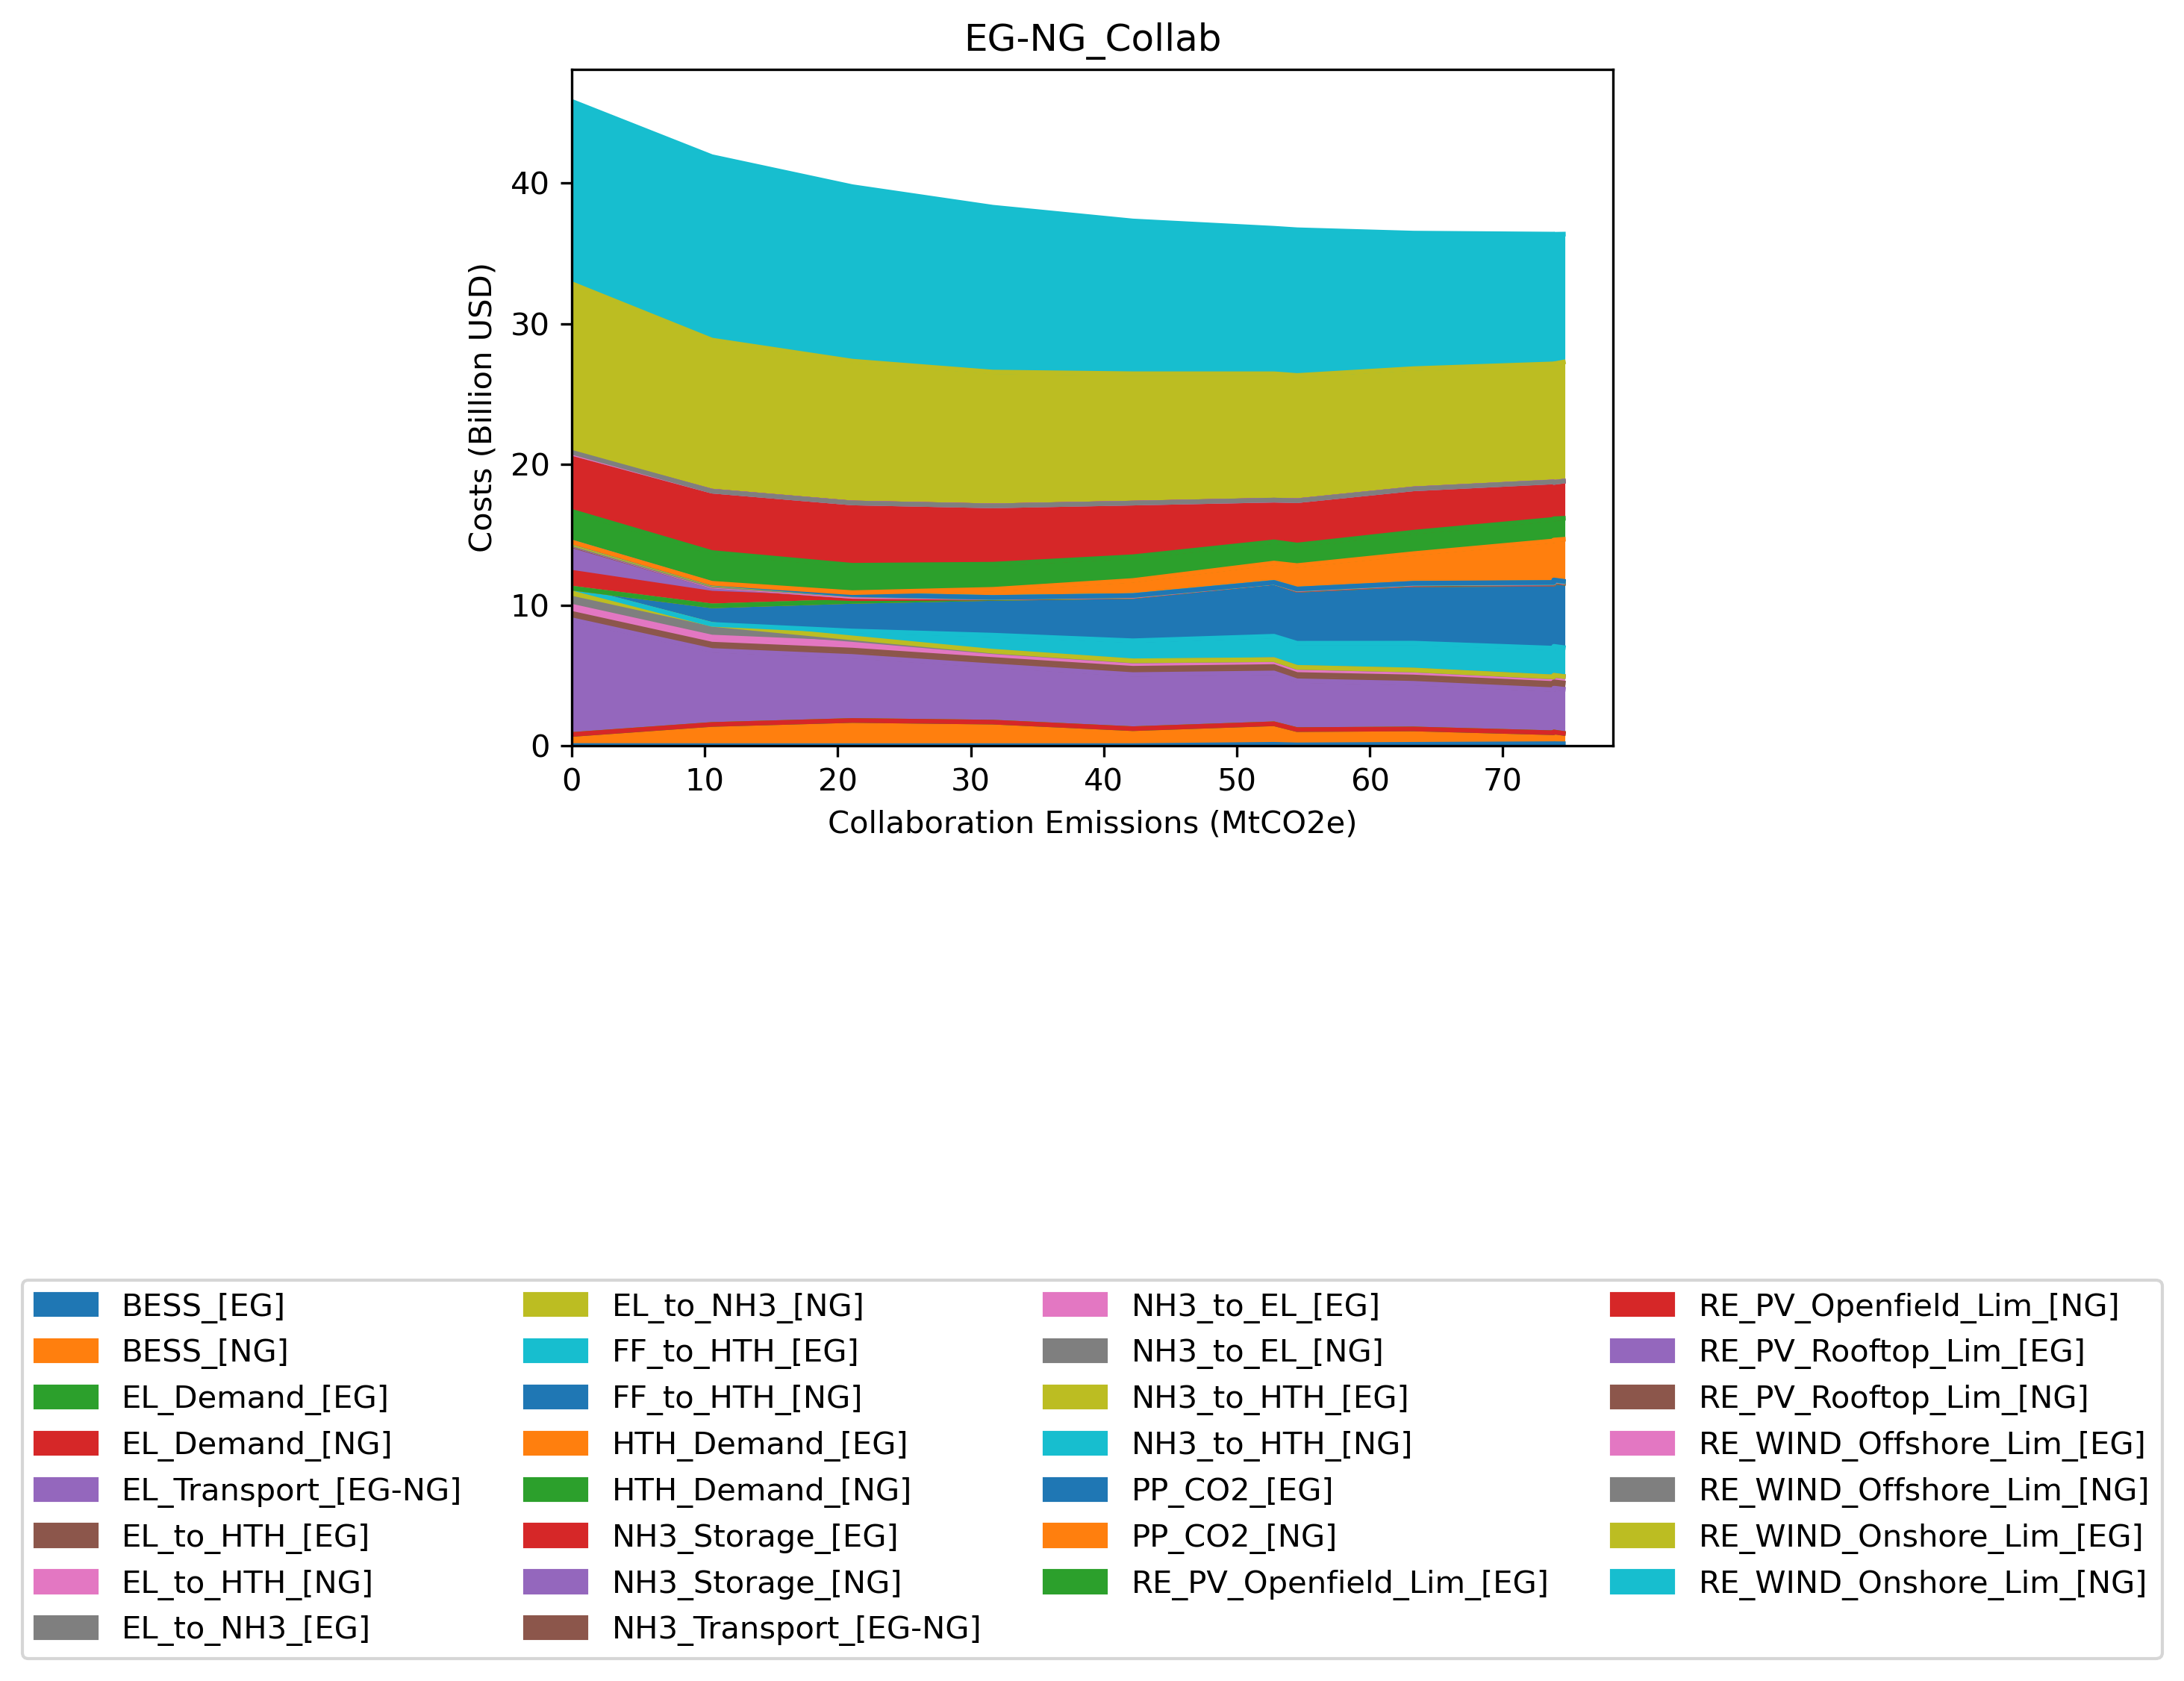 EG-NG_Collab
Costs (Billion USD)
40
30
20
10
0
0 10 20 30 40 50 60 70
Collaboration Emissions (MtCO2e)
BESS_[EG]
BESS_[NG]
EL_Demand_[EG]
EL_Demand_[NG]
EL_Transport_[EG-NG]
EL_to_HTH_[EG]
EL_to_HTH_[NG]
EL_to_NH3_[EG]
EL_to_NH3_[NG]
FF_to_HTH_[EG]
FF_to_HTH_[NG]
HTH_Demand_[EG]
HTH_Demand_[NG]
NH3_Storage_[EG]
NH3_Storage_[NG]
NH3_Transport_[EG-NG]
NH3_to_EL_[EG]
NH3_to_EL_[NG]
NH3_to_HTH_[EG]
NH3_to_HTH_[NG]
PP_CO2_[EG]
PP_CO2_[NG]
RE_PV_Openfield_Lim_[EG]
RE_PV_Openfield_Lim_[NG]
RE_PV_Rooftop_Lim_[EG]
RE_PV_Rooftop_Lim_[NG]
RE_WIND_Offshore_Lim_[EG]
RE_WIND_Offshore_Lim_[NG]
RE_WIND_Onshore_Lim_[EG]
RE_WIND_Onshore_Lim_[NG]